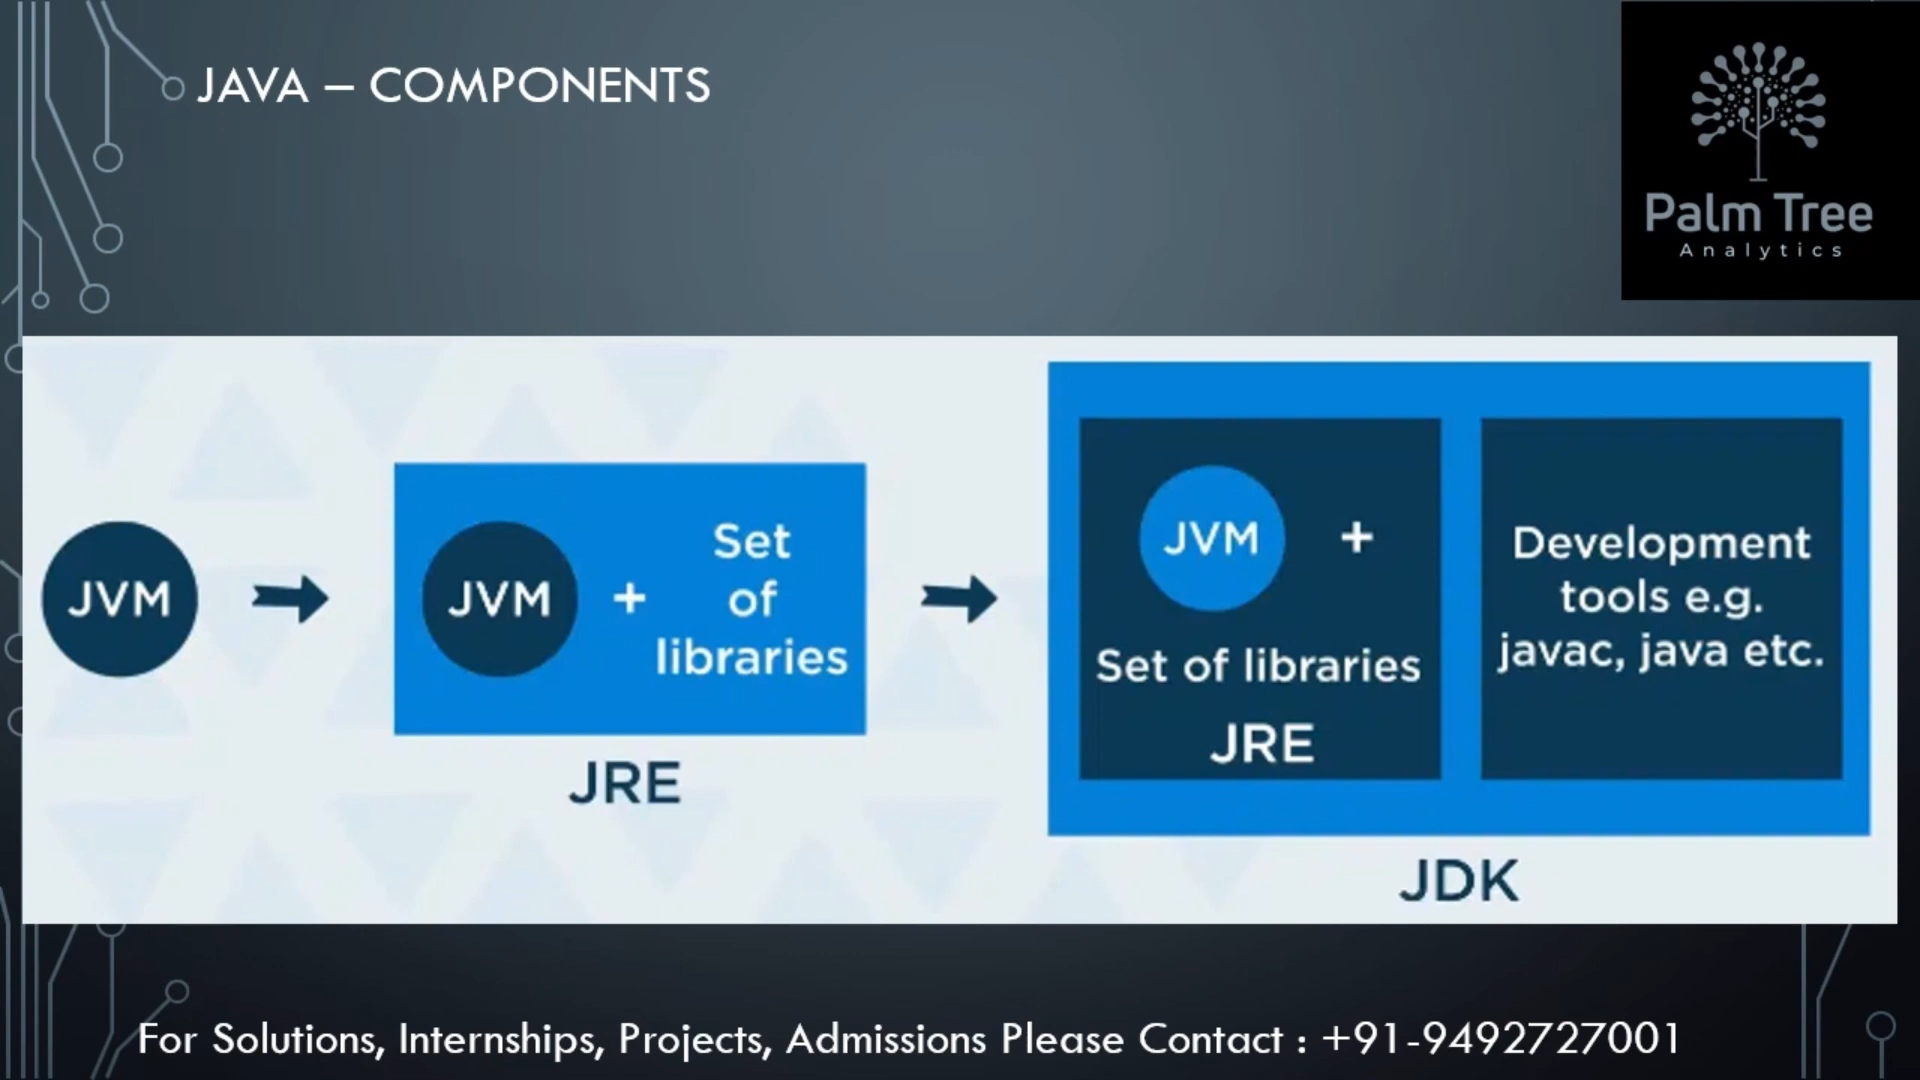 JAVA – COMPONENTS
Palm Tree
Analytics
JVM
JVM
+
Set
of
libraries
JRE
JVM
+
Set of libraries
JRE
Development
tools e.g.
javac, java etc.
JDK
For Solutions, Internships, Projects, Admissions Please Contact : +91-9492727001